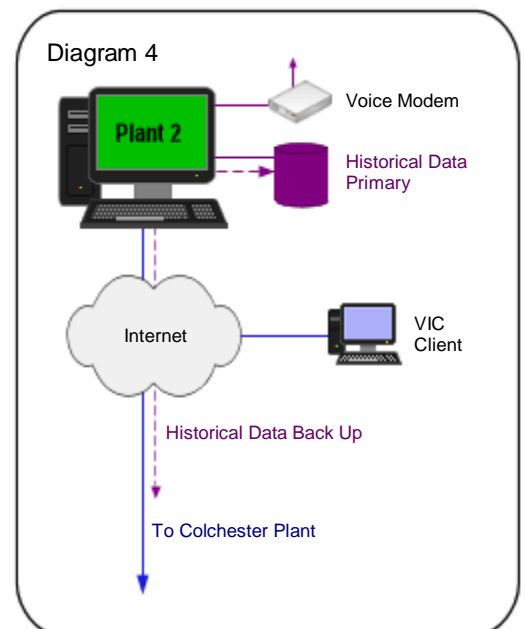 Diagram 4
Plant 2
Voice Modem
Historical Data
Primary
Internet
VIC
Client
Historical Data Back Up
To Colchester Plant